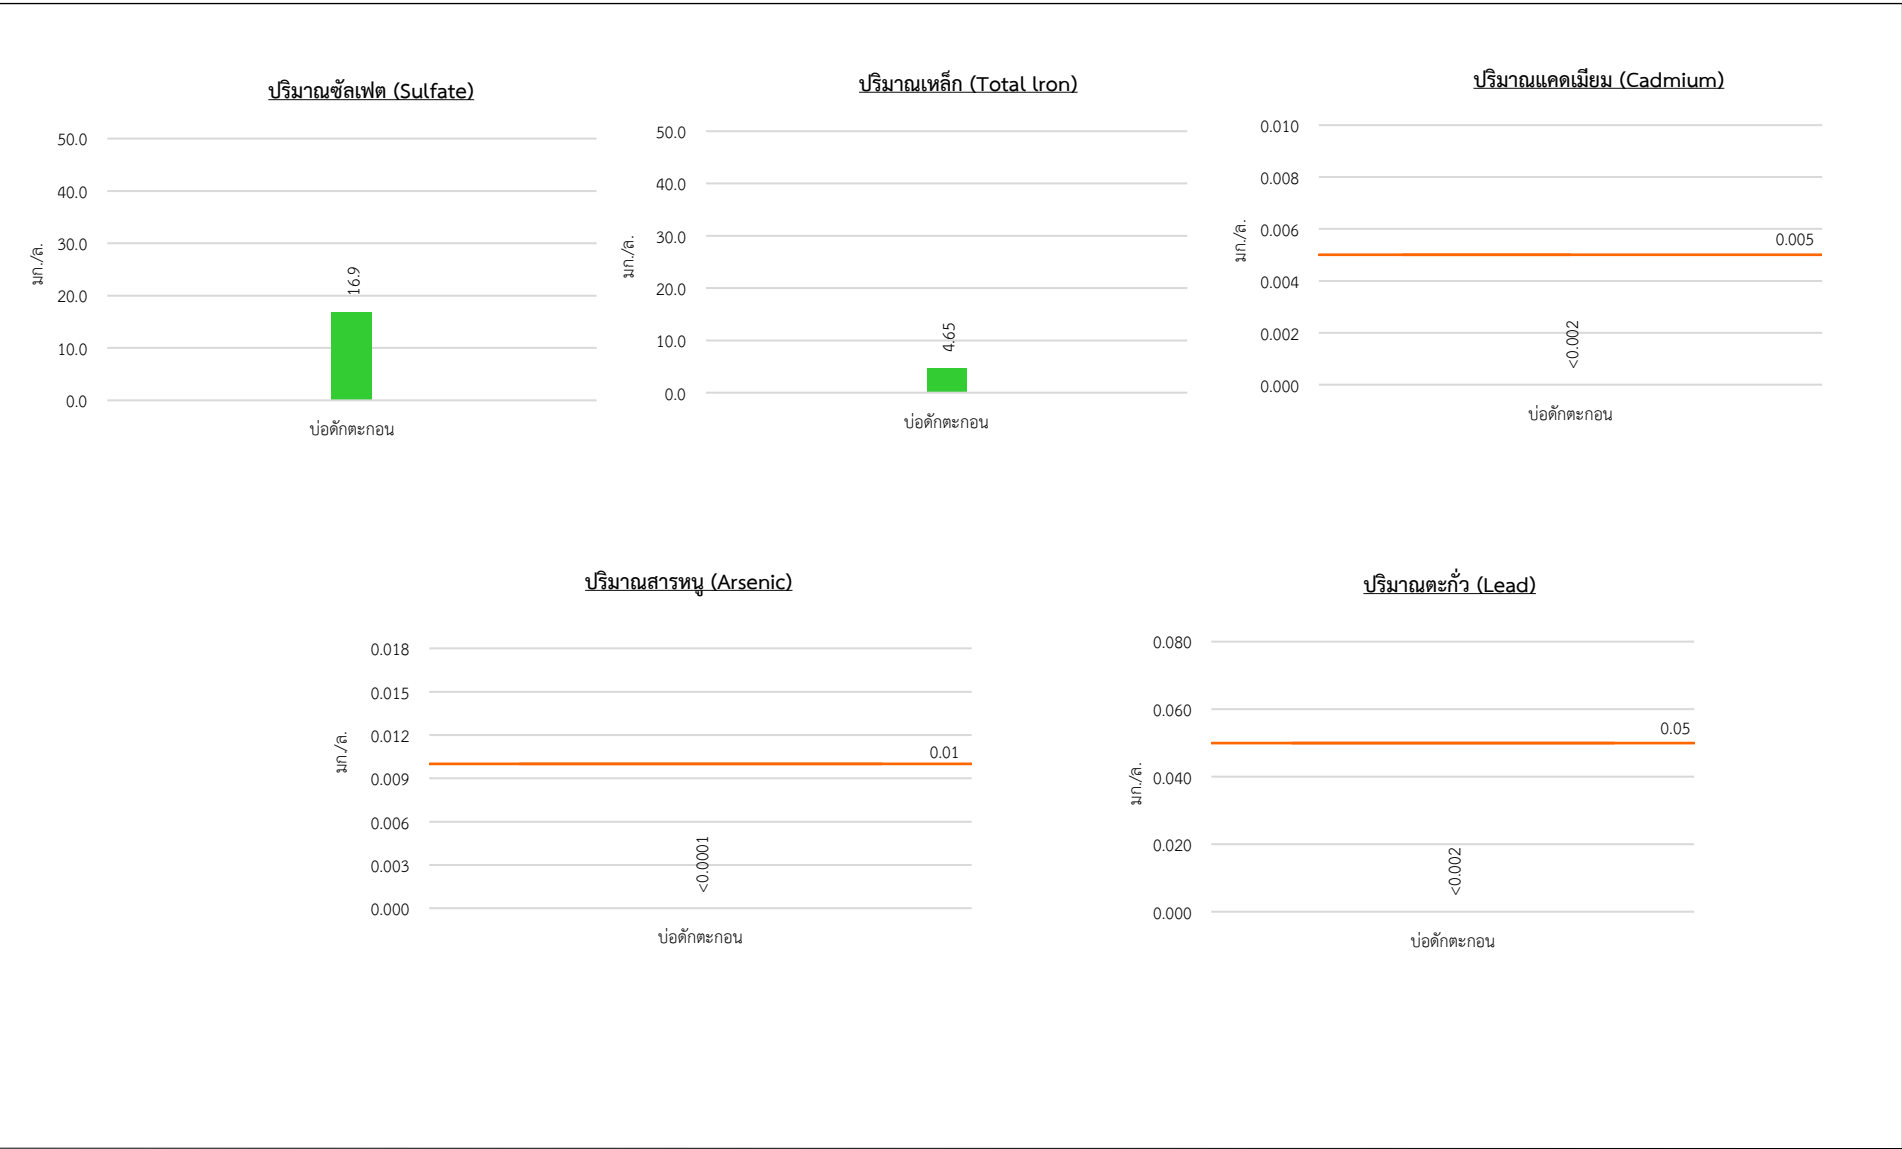 ปริมาณซัลเฟต (Sulfate)
50.0
40.0
30.0
20.0
10.0
0.0
มก./ล.
16.9
บ่อดักตะกอน
ปริมาณเหล็ก (Total lron)
50.0
40.0
30.0
20.0
10.0
0.0
มก./ล.
4.65
บ่อดักตะกอน
ปริมาณแคดเมียม (Cadmium)
0.010
0.008
0.006
0.004
0.002
0.000
มก./ล.
0.005
<0.002
บ่อดักตะกอน
ปริมาณสารหนู (Arsenic)
0.018
0.015
0.012
0.009
0.006
0.003
0.000
มก./ล.
0.01
<0.0001
บ่อดักตะกอน
ปริมาณตะกั่ว (Lead)
0.080
0.060
0.040
0.020
0.000
มก./ล.
0.05
<0.002
บ่อดักตะกอน